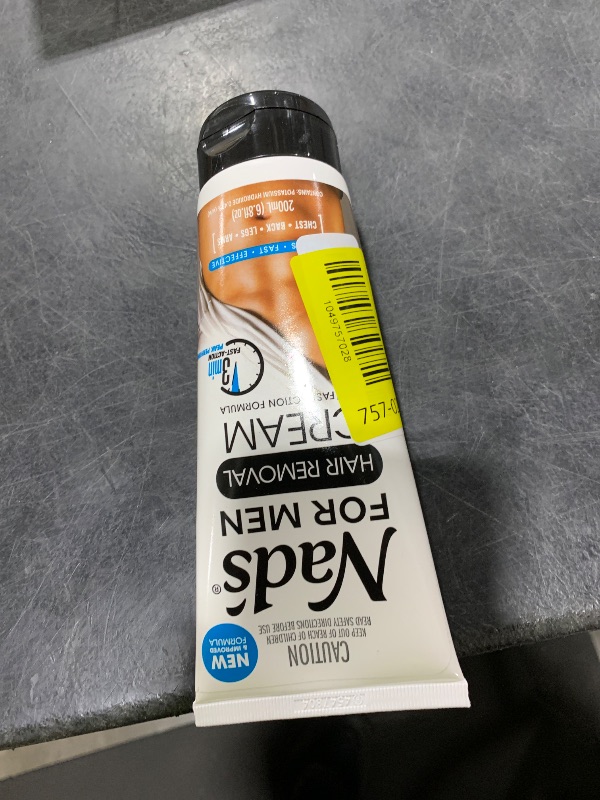 CAUTION
KEEP OUT OF REACH OF CHILDREN
READ SAFETY DIRECTIONS BEFORE USE
NEW
& IMPROVED
FORMULA
Nad's®
FOR MEN
HAIR REMOVAL
CREAM
FAST ACTION FORMULA
3min*
FAST-ACTION
• FAST • EFFECTIVE
[CHEST • BACK • LEGS • ARMS]
200mL (6.8fl.oz)
CONTAINS: POTASSIUM HYDROXIDE
1049757028
757-0